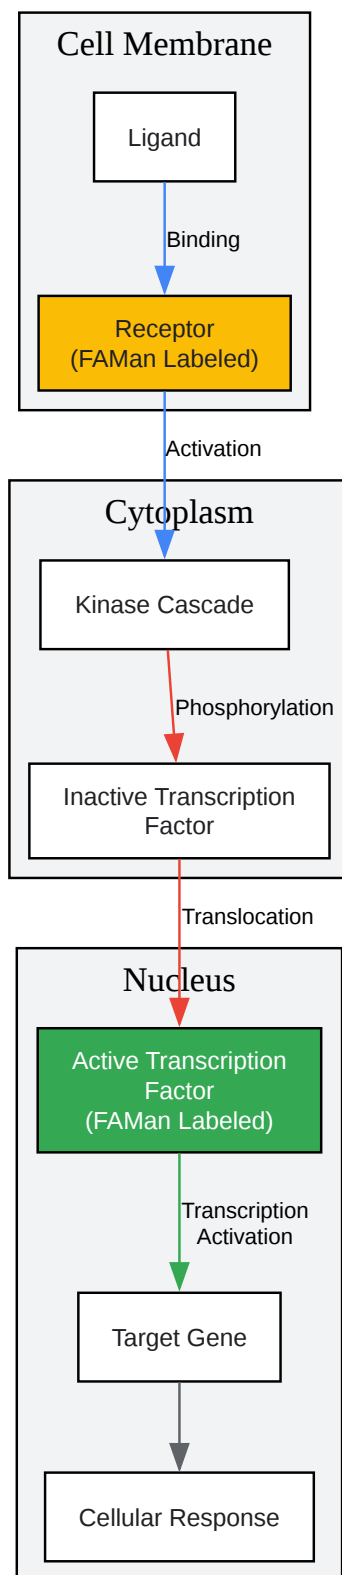 Cell Membrane
Ligand
Binding
Receptor
(FAMan Labeled)
Activation
Cytoplasm
Kinase Cascade
Phosphorylation
Inactive Transcription
Factor
Translocation
Nucleus
Active Transcription
Factor
(FAMan Labeled)
Transcription
Activation
Target Gene
Cellular Response